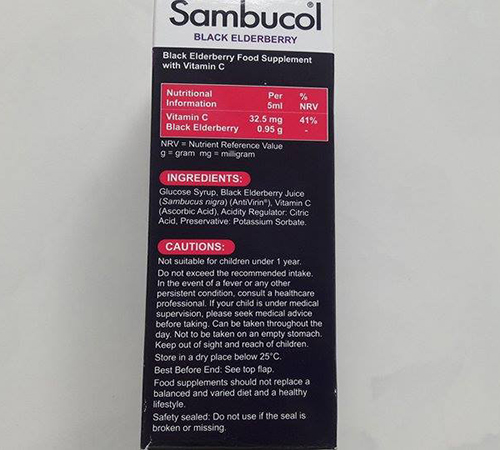 Sambucol
BLACK ELDERBERRY
Black Elderberry Food Supplement
with Vitamin C
Nutritional Per %
Information 5ml NRV
Vitamin C 32.5 mg 41%
Black Elderberry 0.95 g -
NRV = Nutrient Reference Value
g = gram mg = milligram
INGREDIENTS:
Glucose Syrup, Black Elderberry Juice
(Sambucus nigra) (AntiVirin®), Vitamin C
(Ascorbic Acid), Acidity Regulator: Citric
Acid, Preservative: Potassium Sorbate.
CAUTIONS:
Not suitable for children under 1 year.
Do not exceed the recommended intake.
In the event of a fever or any other
persistent condition, consult a healthcare
professional. If your child is under medical
supervision, please seek medical advice
before taking. Can be taken throughout the
day. Not to be taken on an empty stomach.
Keep out of sight and reach of children.
Store in a dry place below 25°C.
Best Before End: See top flap.
Food supplements should not replace a
balanced and varied diet and a healthy
lifestyle.
Safety sealed: Do not use if the seal is
broken or missing.